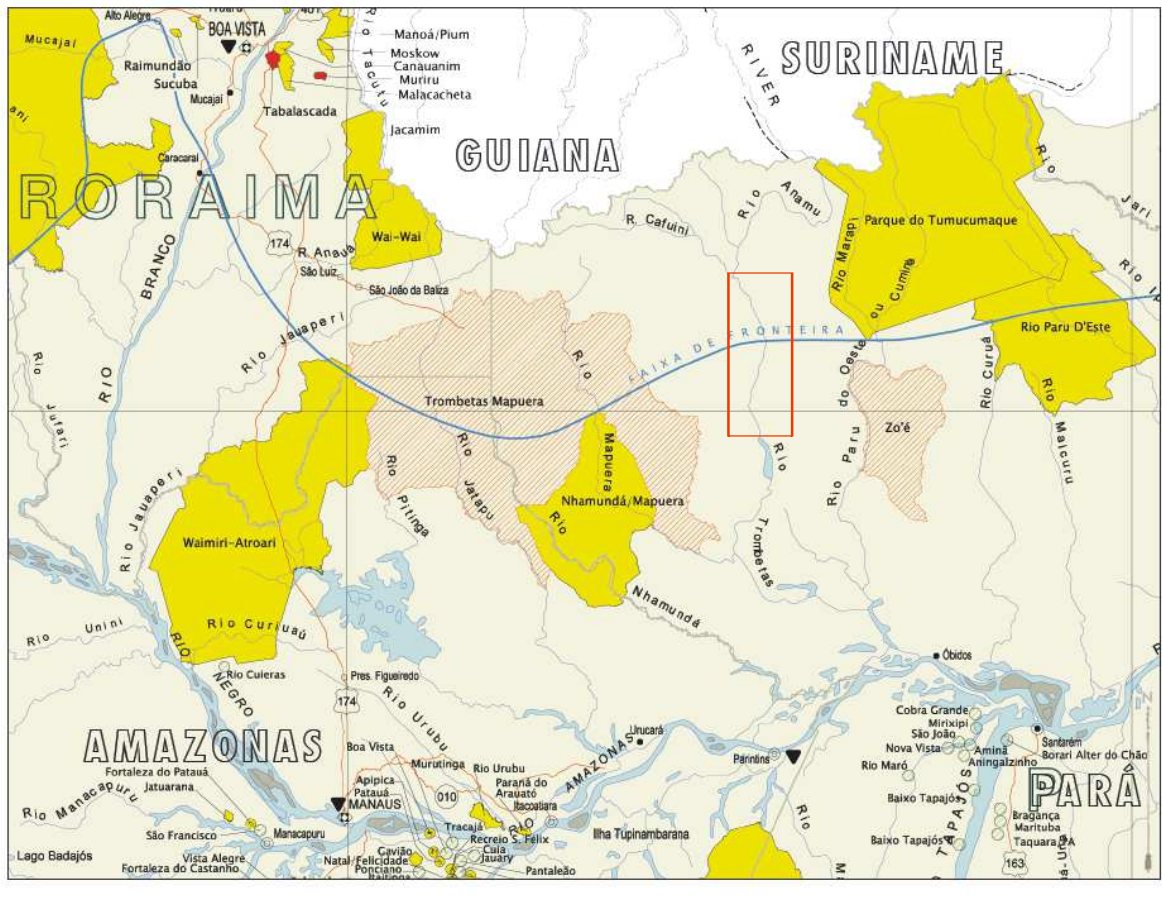 Alto Alegre
401
BOA VISTA
Mucajaí
Rio Tacutu
Manoá/Pium
Moskow
Canauanim
Muriru
Malacacheta
Raimundão
Sucuba
Mucajaí
Tabalascada
Jacamim
RIVER
SURINAME
GUIANA
Caracaraí
RORAIMA
BRANCO
RIO
174
R. Anauá
Wai-Wai
São Luiz
São João da Baliza
R. Cafuini
Rio Anamu
Rio Marapi
Parque do Tumucumaque
ou Cuminá
Rio
Jari
Rio Paru D'Este
Rio Jauaperi
FAIXA DE FRONTEIRA
Rio
Mapuera
Trombetas Mapuera
Rio Jufari
Rio Jatapu
Rio Pitinga
Nhamundá/Mapuera
Rio
Nhamundá
Rio
Trombetas
Rio Paru
do Oeste
Zo'é
Rio Curuá
Rio Maicuru
Rio Jauaperi
Waimiri-Atroari
Rio Unini
Rio Curiuaú
RIO
NEGRO
Rio Cuieras
Pres. Figueiredo
174
Rio Urubu
Óbidos
AMAZONAS
Boa Vista
Murutinga
Rio Urubu
Urucará
AMAZONAS
Parintins
Cobra Grande
Mirixipi
São João
Nova Vista
Aminã
Aningalzinho
Santarém
Borari Alter do Chão
Rio Maró
PARÁ
Fortaleza do Patauá
Jatuarana
Apipica
Patauá
MANAUS
010
Paraná do
Arauató
Itacoatiara
Rio Manacapuru
São Francisco
Manacapuru
Tracajá
RIO
Recreio S. Félix
Cuia
Jauary
Ilha Tupinambarana
Rio
M
Baixo Tapajós
TAPAJÓS
Bragança
Marituba
Taquara
Baixo Tapajós
Lago Badajós
Vista Alegre
Fortaleza do Castanho
Gavião
Natal/Felicidade
Ponciano
Pantaleão
163